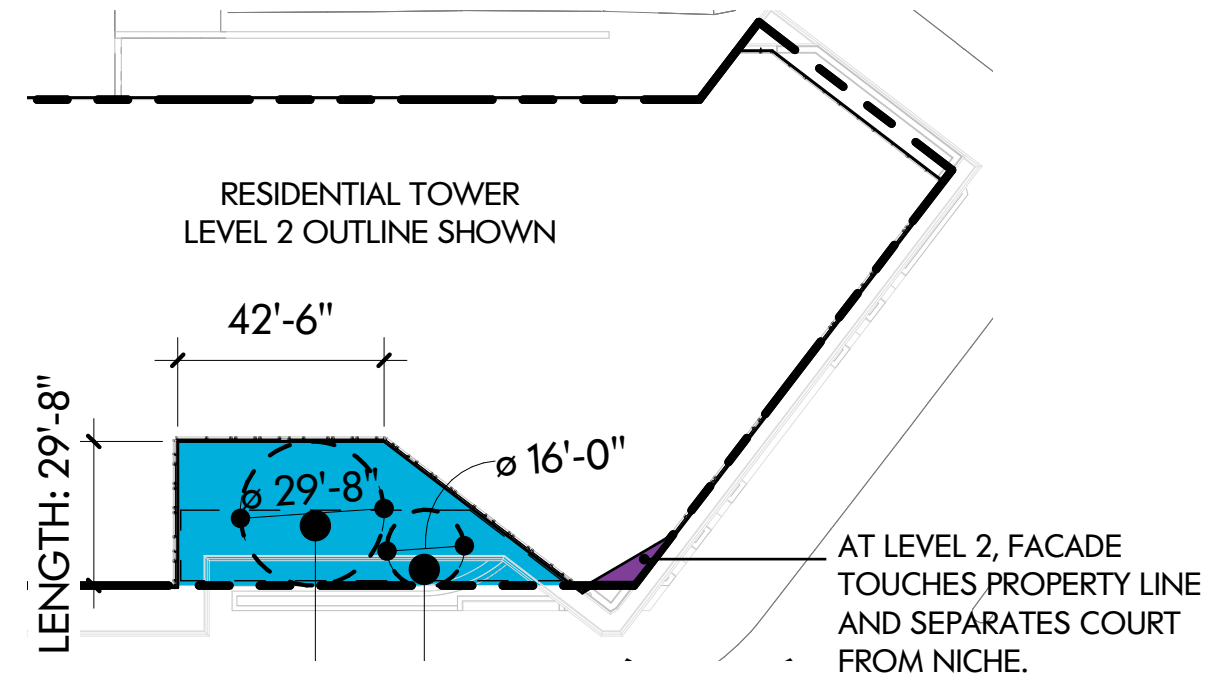 RESIDENTIAL TOWER
LEVEL 2 OUTLINE SHOWN
42'-6"
LENGTH: 29'-8"
ø 16'-0"
ø 29'-8"
AT LEVEL 2, FACADE
TOUCHES PROPERTY LINE
AND SEPARATES COURT
FROM NICHE.